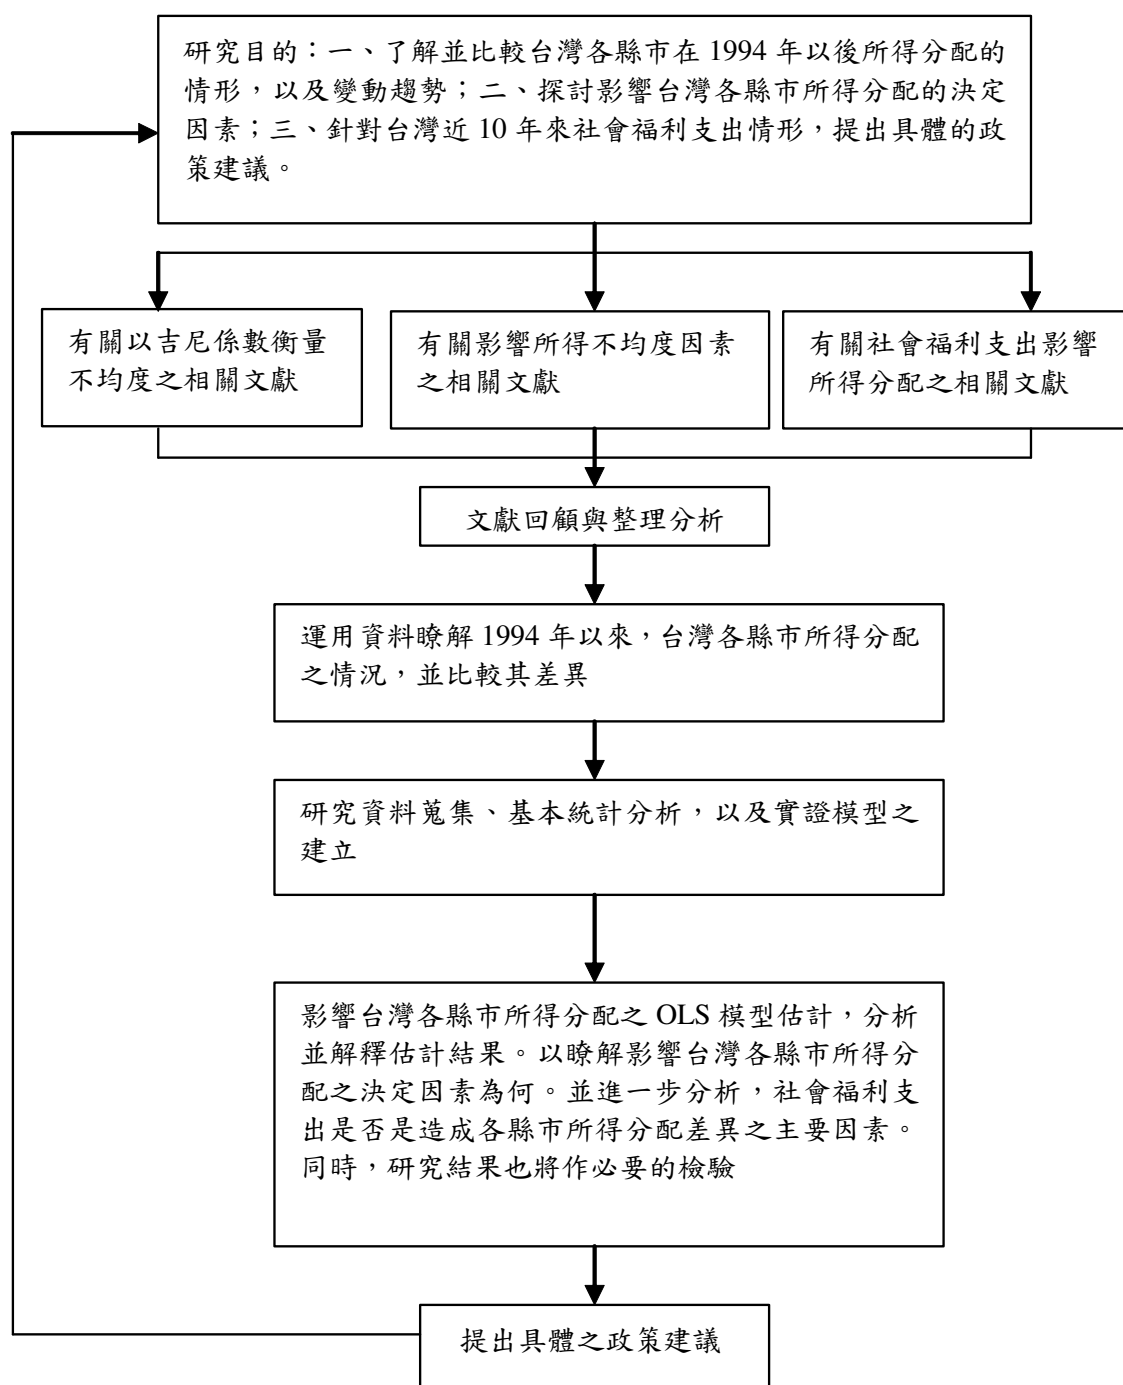 研究目的：一、了解並比較台灣各縣市在 1994 年以後所得分配的
情形，以及變動趨勢；二、探討影響台灣各縣市所得分配的決定
因素；三、針對台灣近 10 年來社會福利支出情形，提出具體的政
策建議。
有關以吉尼係數衡量
不均度之相關文獻
有關影響所得不均度因素
之相關文獻
有關社會福利支出影響
所得分配之相關文獻
文獻回顧與整理分析
運用資料瞭解 1994 年以來，台灣各縣市所得分配
之情況，並比較其差異
研究資料蒐集、基本統計分析，以及實證模型之
建立
影響台灣各縣市所得分配之 OLS 模型估計，分析
並解釋估計結果。以瞭解影響台灣各縣市所得分
配之決定因素為何。並進一步分析，社會福利支
出是否是造成各縣市所得分配差異之主要因素。
同時，研究結果也將作必要的檢驗
提出具體之政策建議